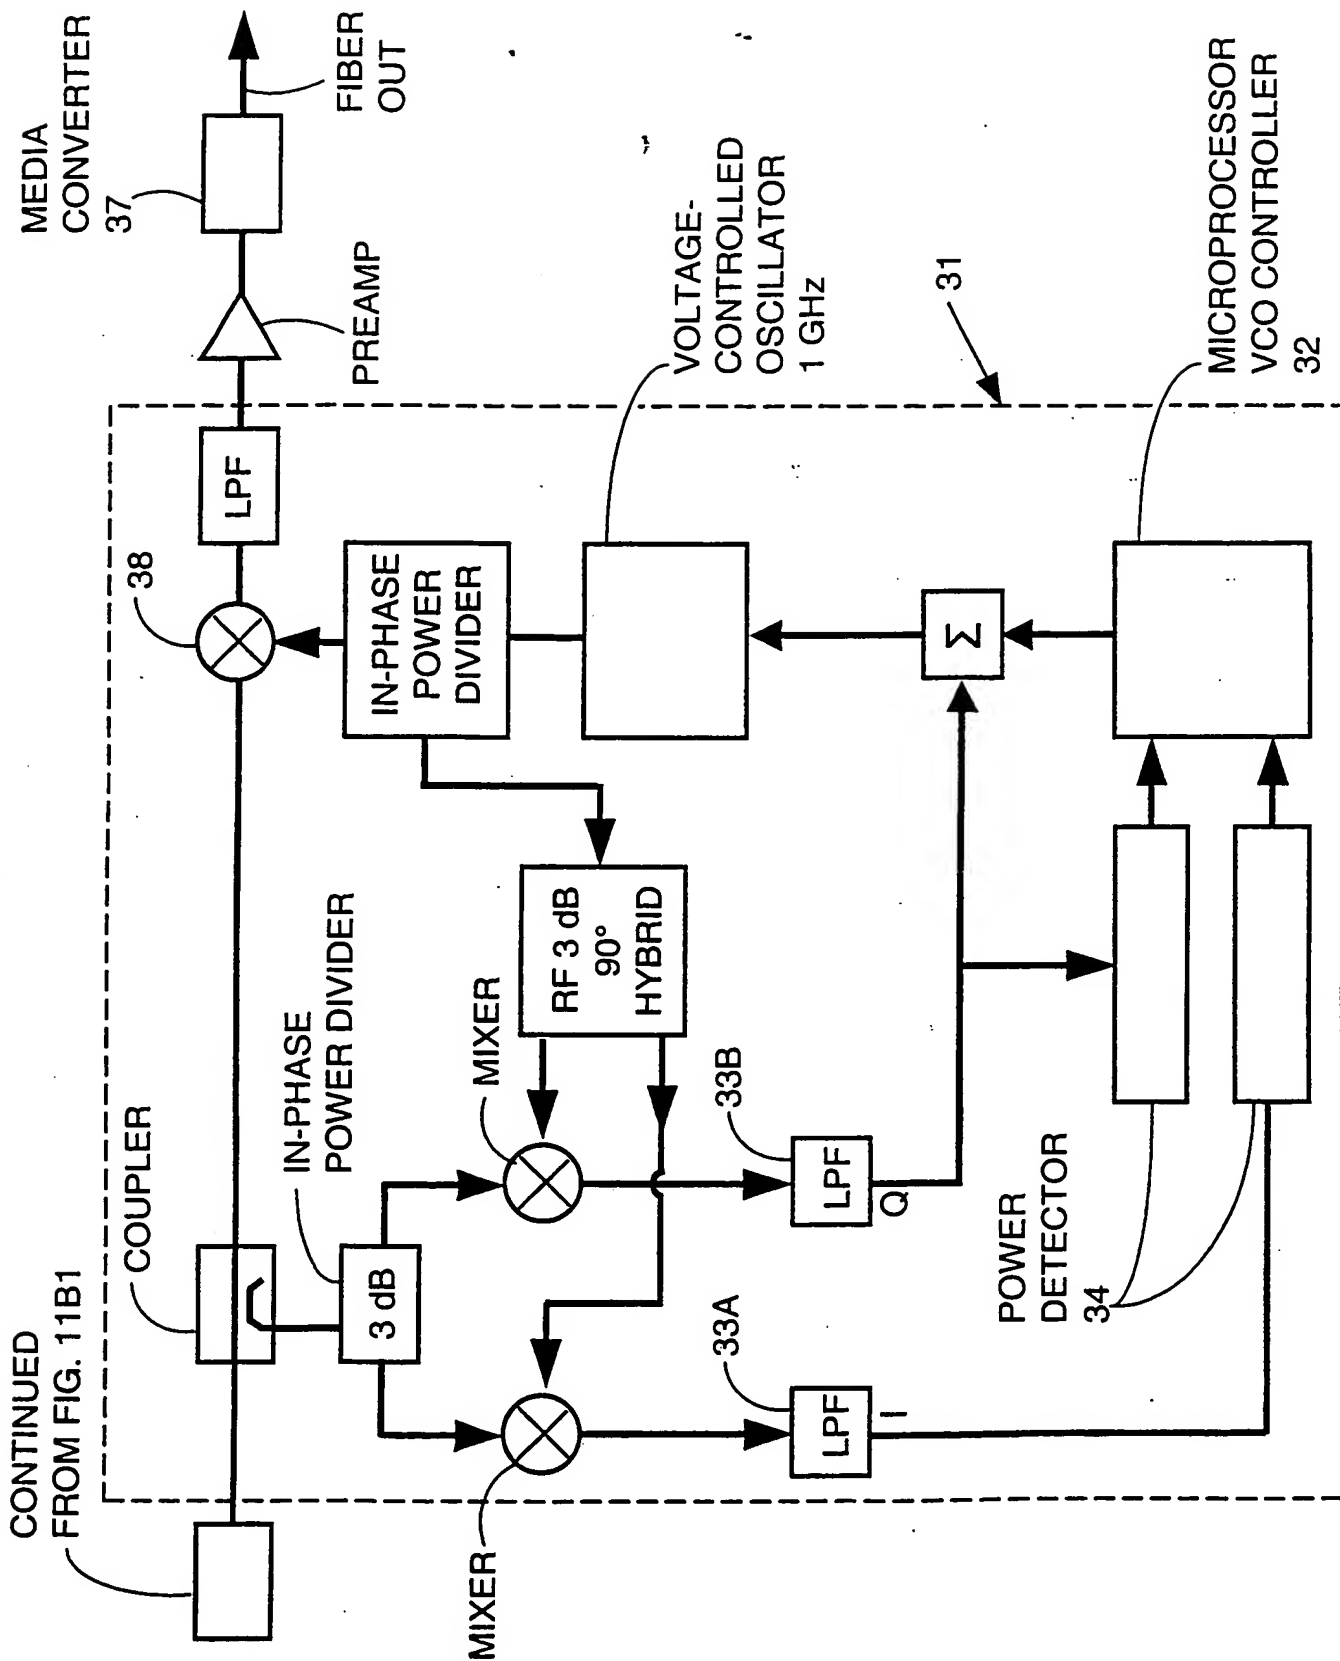 CONTINUED
FROM FIG. 11B1
COUPLER
38
LPF
MEDIA
CONVERTER
37
FIBER
OUT
PREAMP
IN-PHASE
POWER DIVIDER
3 dB
IN-PHASE
POWER
DIVIDER
MIXER
MIXER
RF 3 dB
90°
HYBRID
VOLTAGE-
CONTROLLED
OSCILLATOR
1 GHz
33A
LPF
I
33B
LPF
Q
Σ
31
POWER
DETECTOR
34
MICROPROCESSOR
VCO CONTROLLER
32